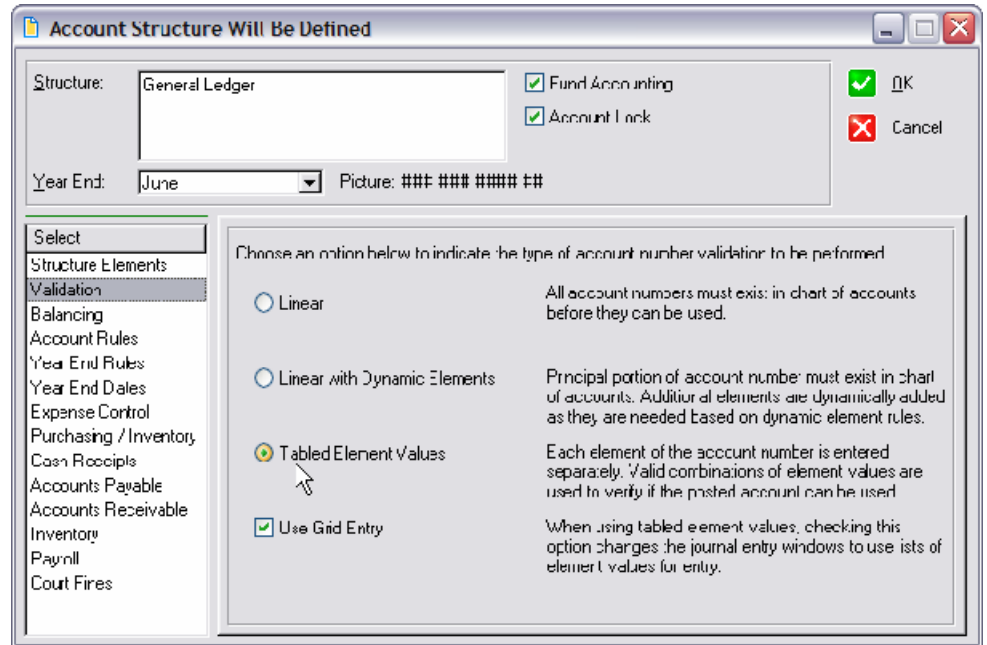 Account Structure Will Be Defined
Structure:
General Ledger
Fund Accounting
OK
Account Lock
Cancel
Year End:
June
Picture: ### ### #### ##
Select
Structure Elements
Validation
Balancing
Account Rules
Year End Rules
Year End Dates
Expense Control
Purchasing / Inventory
Cash Receipts
Accounts Payable
Accounts Receivable
Inventory
Payroll
Court Fines
Choose an option below to indicate the type of account number validation to be performed
Linear
All account numbers must exist in chart of accounts
before they can be used.
Linear with Dynamic Elements
Principal portion of account number must exist in chart
of accounts. Additional elements are dynamically added
as they are needed based on dynamic element rules.
Tabled Element Values
Each element of the account number is entered
separately. Valid combinations of element values are
used to verify if the posted account can be used
Use Grid Entry
When using tabled element values, checking this
option changes the journal entry windows to use lists of
element values for entry.